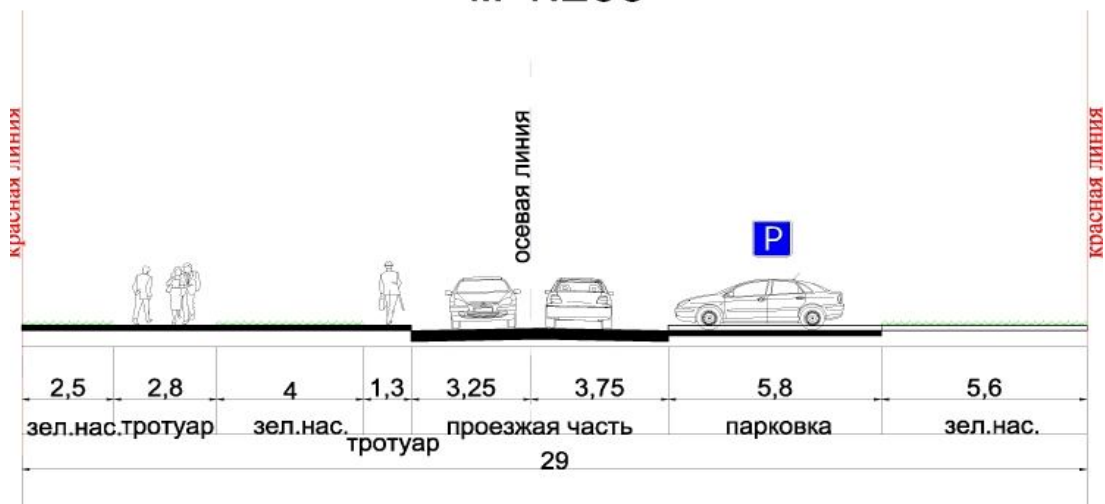 красная линия
осевая линия
красная линия
P
2,5 2,8 4 1,3 3,25 3,75 5,8 5,6
зел.нас. тротуар зел.нас. проезжая часть парковка зел.нас.
тротуар
29